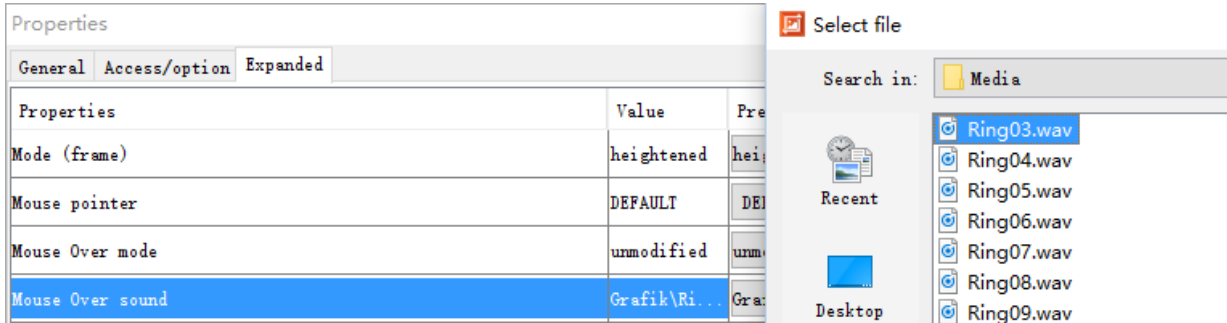 Properties
General Access/option Expanded
Properties Value Pre
Mode (frame) heightened hei
Mouse pointer DEFAULT DE
Mouse Over mode unmodified unm
Mouse Over sound Grafik\Ri... Gra
Select file
Search in: Media
Recent
Desktop
Ring03.wav
Ring04.wav
Ring05.wav
Ring06.wav
Ring07.wav
Ring08.wav
Ring09.wav